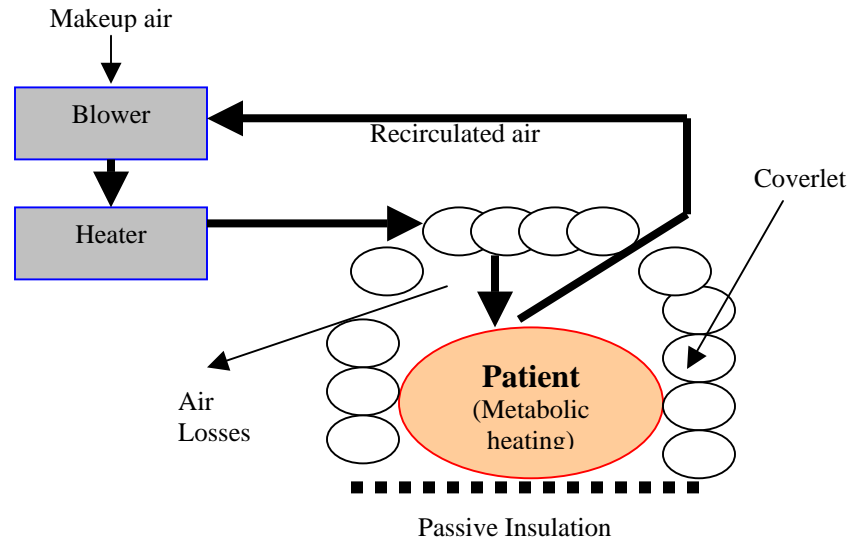 Makeup air
Blower
Recirculated air
Coverlet
Heater
Patient
(Metabolic
heating)
Air
Losses
Passive Insulation